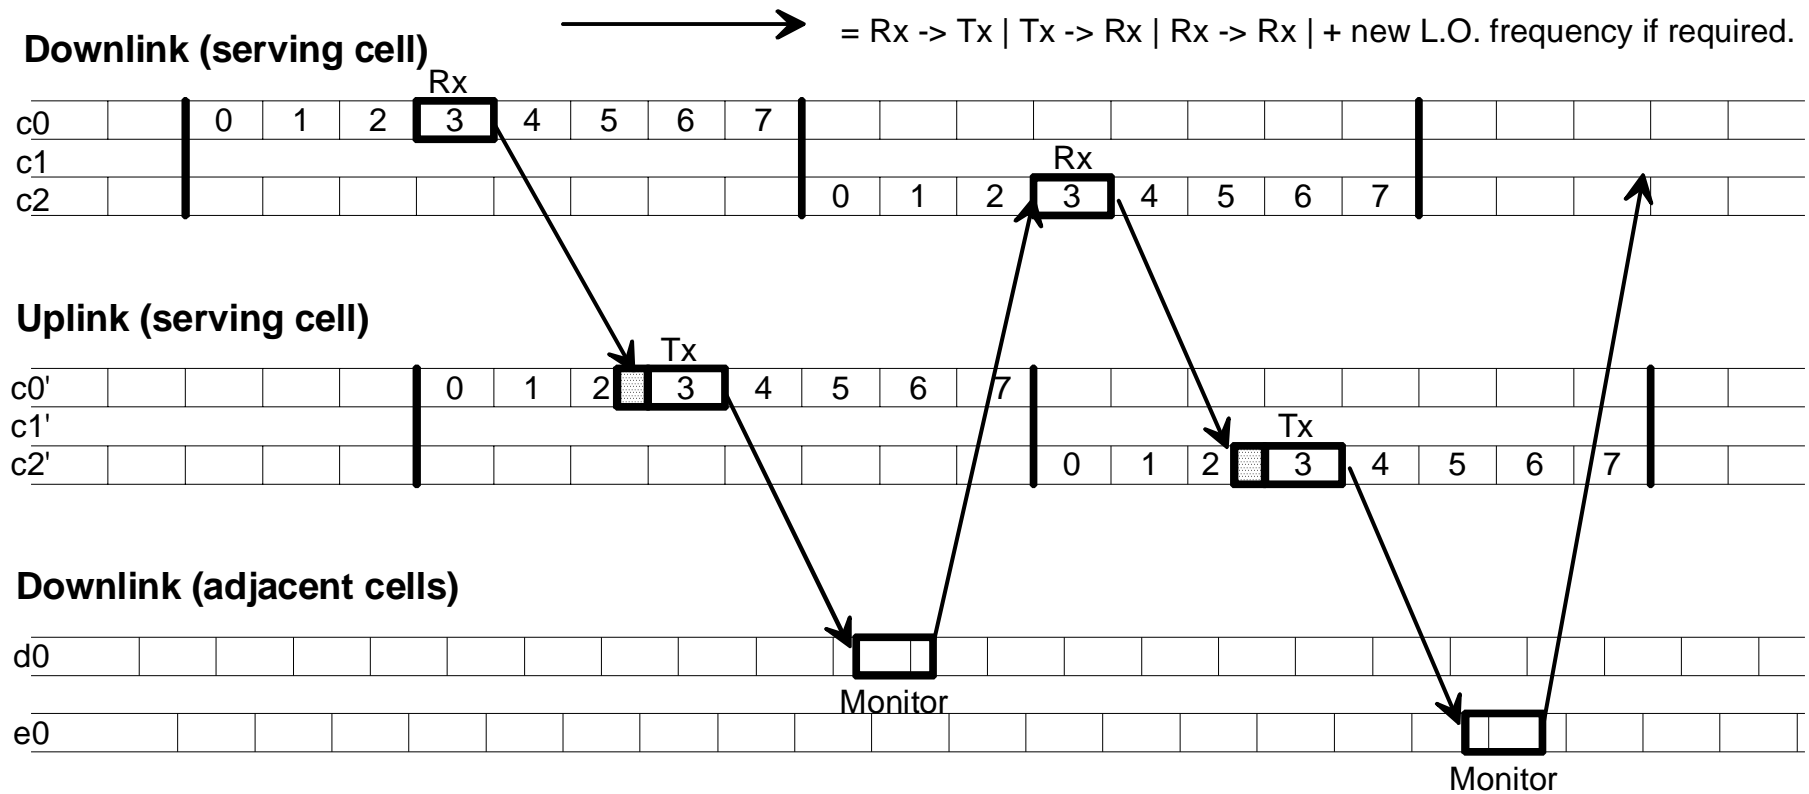 = Rx -> Tx | Tx -> Rx | Rx -> Rx | + new L.O. frequency if required.
Downlink (serving cell)
Rx
c0 0 1 2 3 4 5 6 7
c1 Rx
c2 0 1 2 3 4 5 6 7
Uplink (serving cell)
Tx
c0' 0 1 2 3 4 5 6 7
c1' Tx
c2' 0 1 2 3 4 5 6 7
Downlink (adjacent cells)
d0
Monitor
e0
Monitor